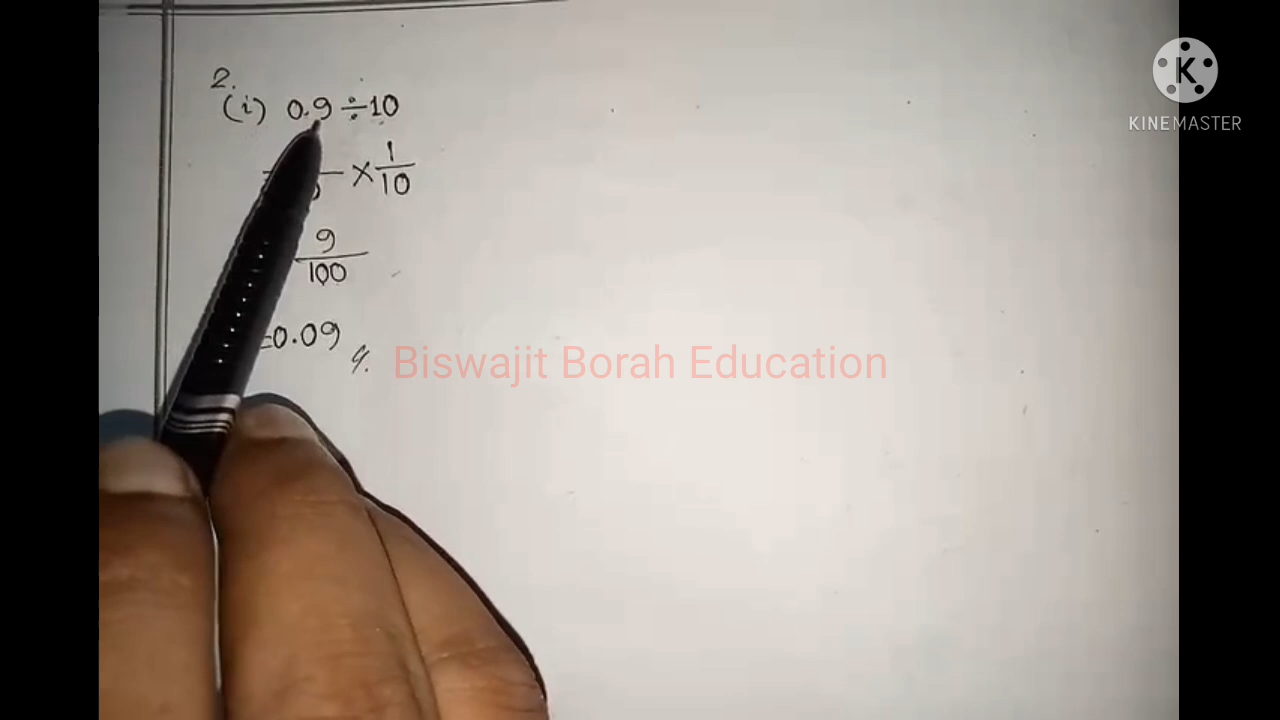 2.
(i) 0.9 ÷ 10
× 1/10
9/100
=0.09
Biswajit Borah Education
K
KINEMASTER